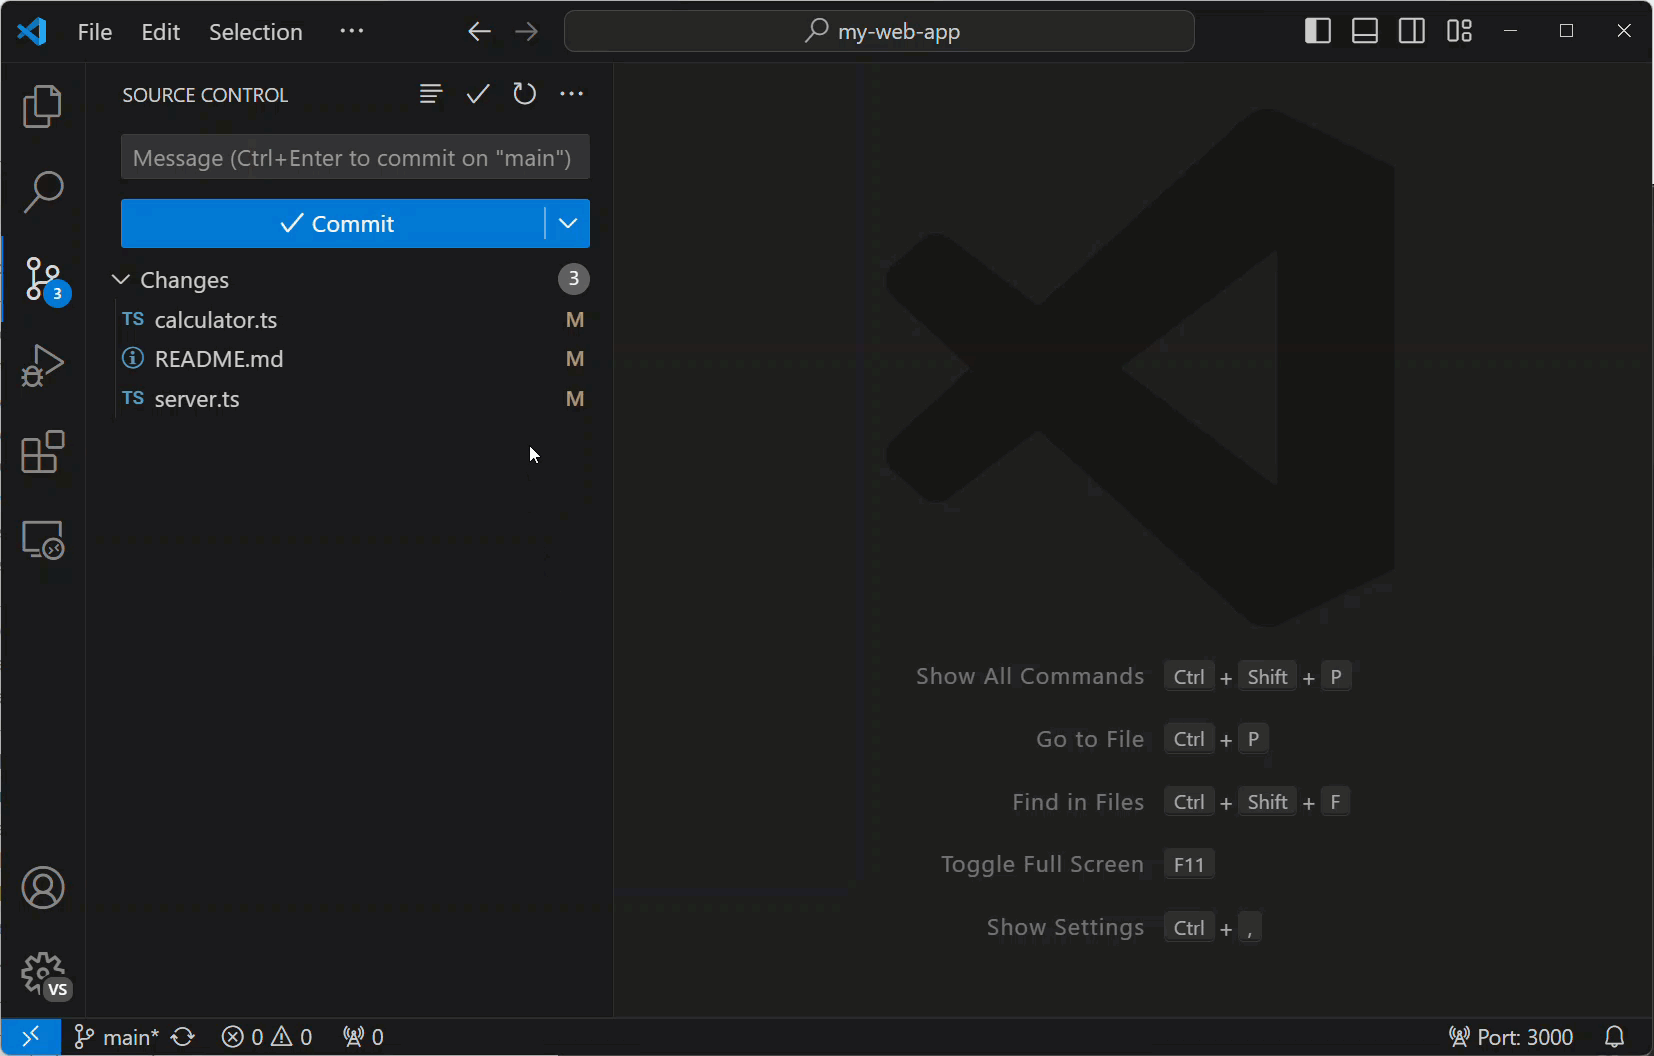 File Edit Selection ··· my-web-app
SOURCE CONTROL
Message (Ctrl+Enter to commit on "main")
Commit
Changes 3
3
TS calculator.ts M
README.md M
TS server.ts M
Show All Commands Ctrl + Shift + P
Go to File Ctrl + P
Find in Files Ctrl + Shift + F
Toggle Full Screen F11
Show Settings Ctrl + ,
VS
main* 0 0 0 Port: 3000